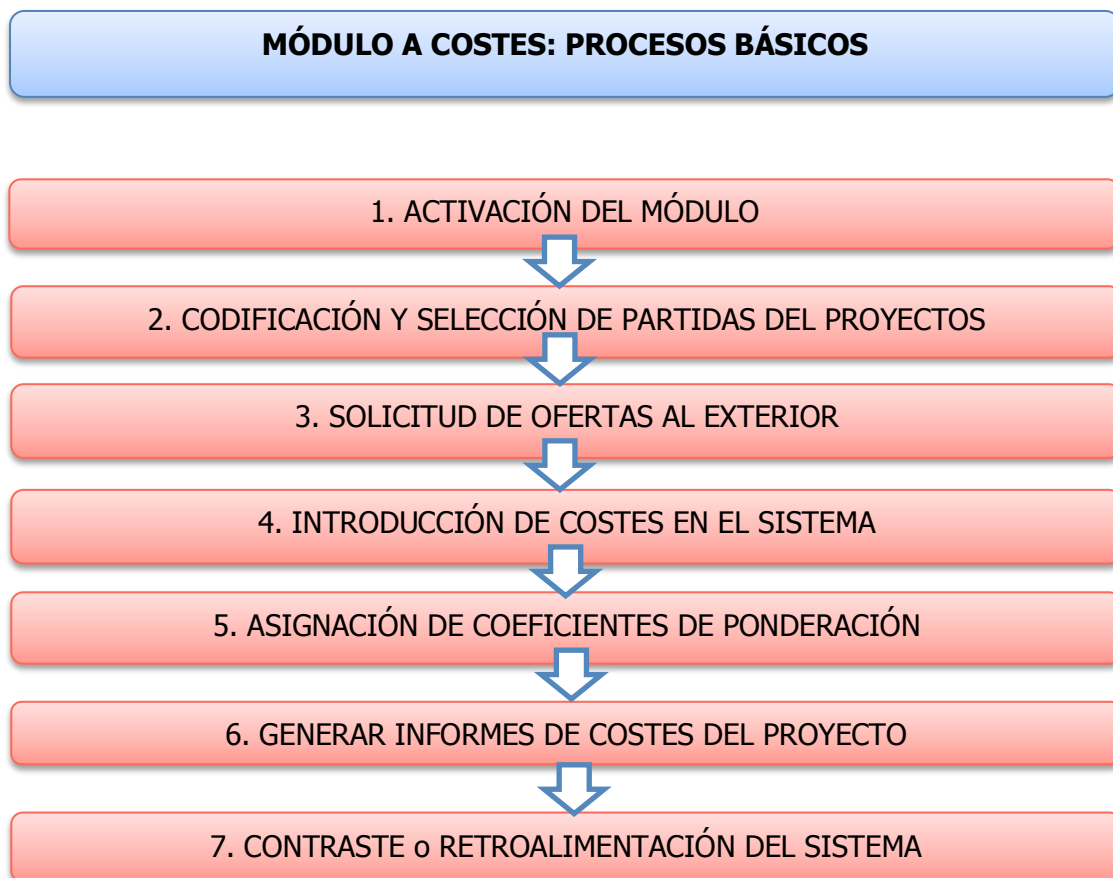 MÓDULO A COSTES: PROCESOS BÁSICOS
1. ACTIVACIÓN DEL MÓDULO
2. CODIFICACIÓN Y SELECCIÓN DE PARTIDAS DEL PROYECTOS
3. SOLICITUD DE OFERTAS AL EXTERIOR
4. INTRODUCCIÓN DE COSTES EN EL SISTEMA
5. ASIGNACIÓN DE COEFICIENTES DE PONDERACIÓN
6. GENERAR INFORMES DE COSTES DEL PROYECTO
7. CONTRASTE o RETROALIMENTACIÓN DEL SISTEMA